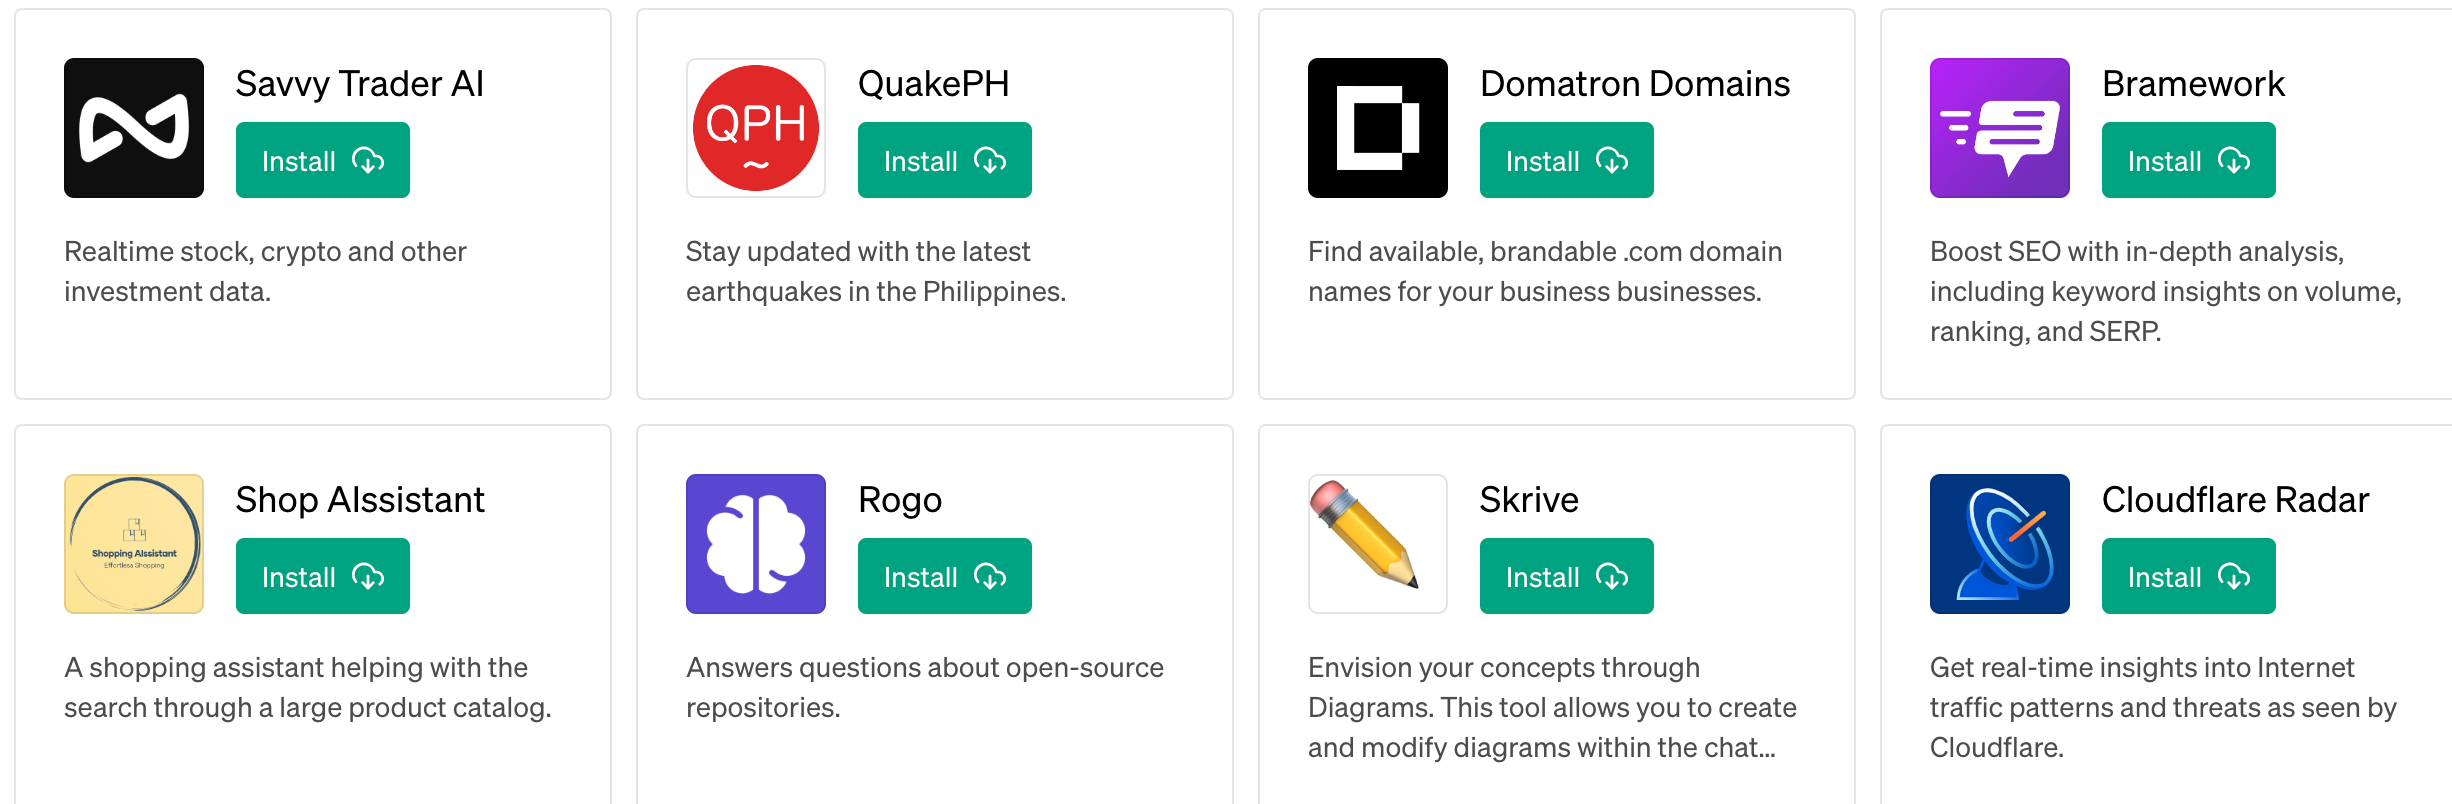 Savvy Trader AI
Install
Realtime stock, crypto and other
investment data.
QPH
QuakePH
Install
Stay updated with the latest
earthquakes in the Philippines.
Domatron Domains
Install
Find available, brandable .com domain
names for your business businesses.
Bramework
Install
Boost SEO with in-depth analysis,
including keyword insights on volume,
ranking, and SERP.
Shopping AIssistant
Effortless Shopping
Shop AIssistant
Install
A shopping assistant helping with the
search through a large product catalog.
Rogo
Install
Answers questions about open-source
repositories.
Skrive
Install
Envision your concepts through
Diagrams. This tool allows you to create
and modify diagrams within the chat...
Cloudflare Radar
Install
Get real-time insights into Internet
traffic patterns and threats as seen by
Cloudflare.